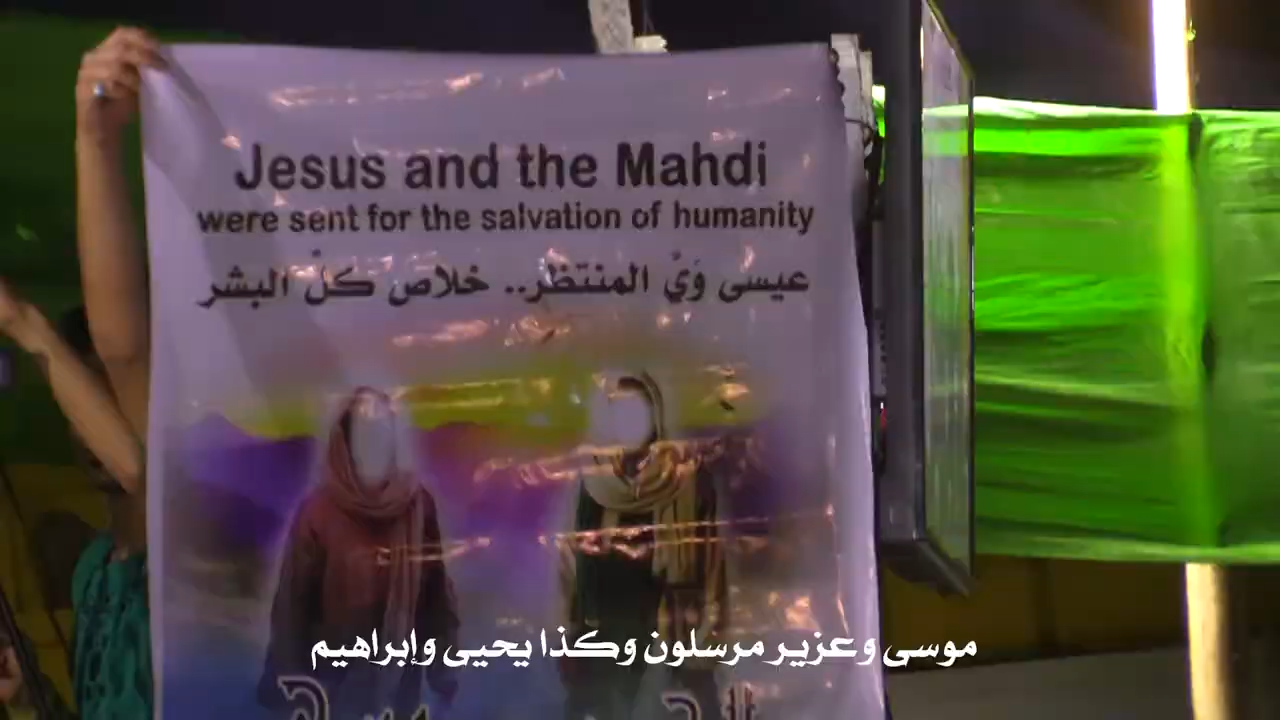 Jesus and the Mahdi
were sent for the salvation of humanity
عيسى وَيّ المنتظر.. خلاص كلّ البشر
موسى وعزير مرسلون وكذا يحيى وإبراهيم